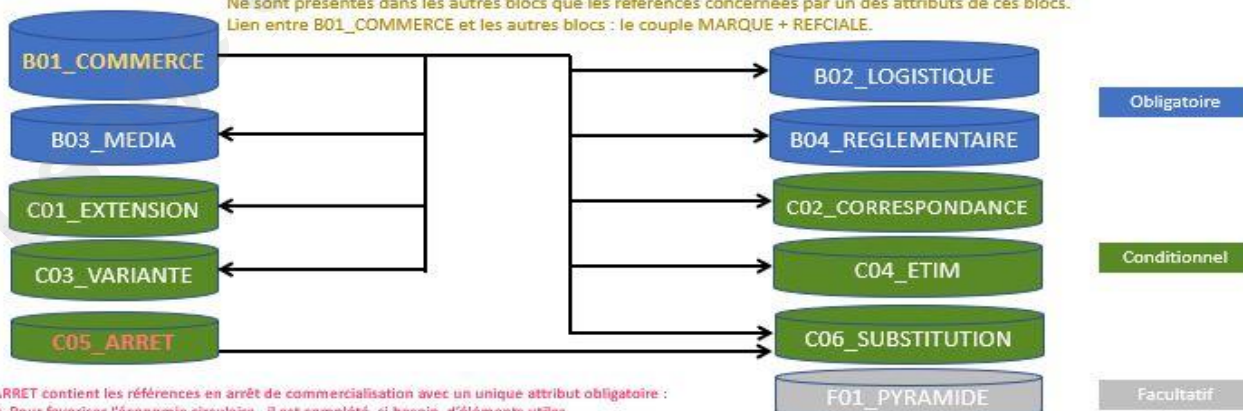 Ne sont présentes dans les autres blocs que les références concernées par un des attributs de ces blocs.
Lien entre B01_COMMERCE et les autres blocs : le couple MARQUE + REFCIALE.
B01_COMMERCE
B02_LOGISTIQUE
Obligatoire
B03_MEDIA
B04_REGLEMENTAIRE
C01_EXTENSION
C02_CORRESPONDANCE
C03_VARIANTE
C04_ETIM
Conditionnel
C05_ARRET
C06_SUBSTITUTION
ARRET contient les références en arrêt de commercialisation avec un unique attribut obligatoire :
Pour favoriser l'économie circulaire, il est complété, si besoin, d'éléments utiles
F01_PYRAMIDE
Facultatif